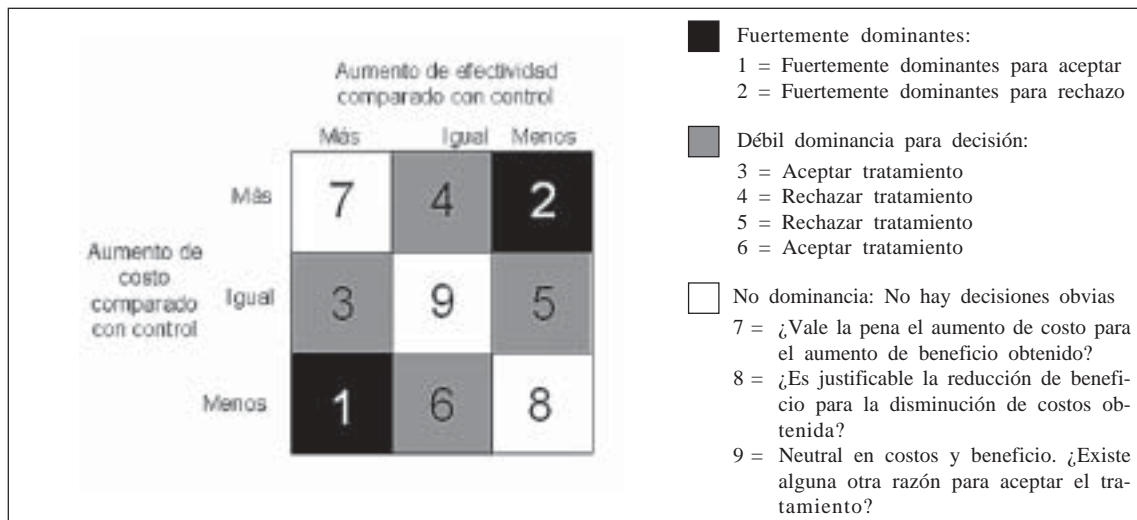 Aumento de efectividad
comparado con control
Más Igual Menos
Más 7 4 2
Aumento de
costo
comparado
con control
Igual 3 9 5
Menos 1 6 8
Fuertemente dominantes:
1 = Fuertemente dominantes para aceptar
2 = Fuertemente dominantes para rechazo
Débil dominancia para decisión:
3 = Aceptar tratamiento
4 = Rechazar tratamiento
5 = Rechazar tratamiento
6 = Aceptar tratamiento
No dominancia: No hay decisiones obvias
7 = ¿Vale la pena el aumento de costo para
el aumento de beneficio obtenido?
8 = ¿Es justificable la reducción de benefi-
cio para la disminución de costos ob-
tenida?
9 = Neutral en costos y beneficio. ¿Existe
alguna otra razón para aceptar el tra-
tamiento?